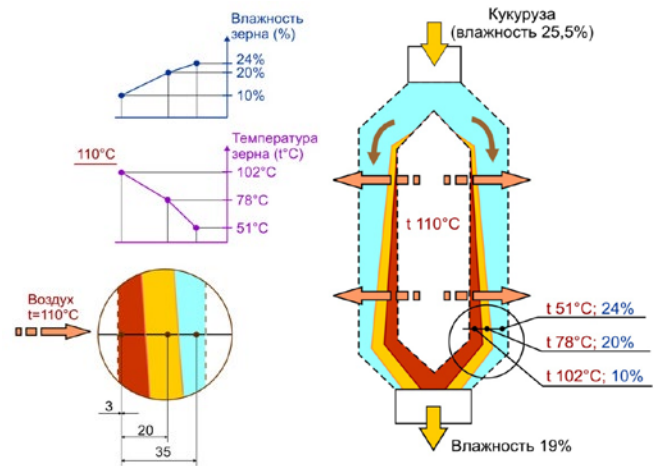 Влажность
зерна (%)
24%
20%
10%
Температура
зерна (t°C)
110°C
102°C
78°C
51°C
Воздух
t=110°C
3
20
35
Кукуруза
(влажность 25,5%)
t 110°C
t 51°C; 24%
t 78°C; 20%
t 102°C; 10%
Влажность 19%